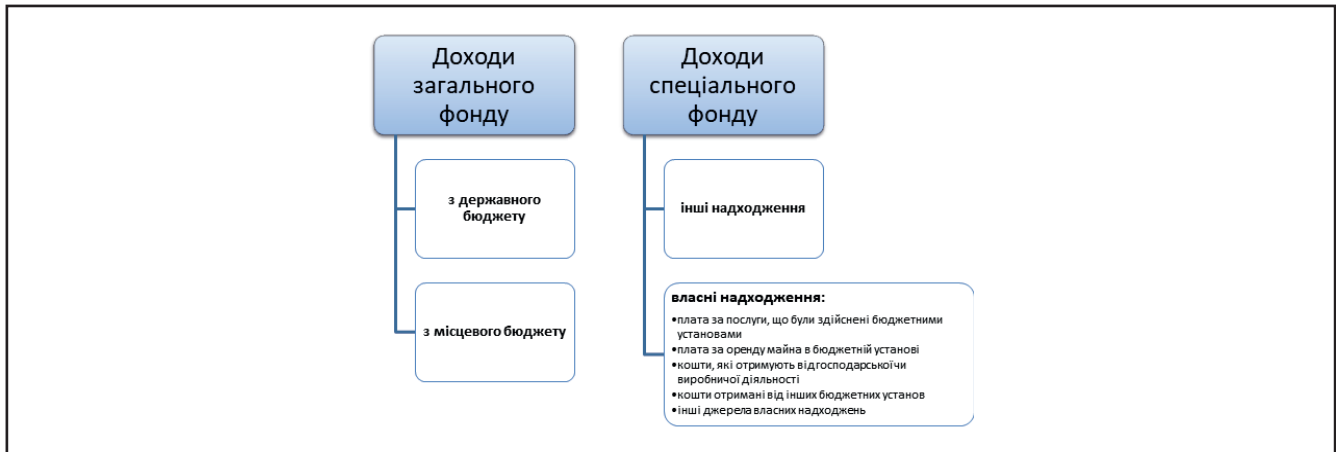 Доходи
загального
фонду
з державного
бюджету
з місцевого бюджету
Доходи
спеціального
фонду
інші надходження
власні надходження:
•плата за послуги, що були здійснені бюджетними
установами
•плата за оренду майна в бюджетній установі
•кошти, які отримують від господарської чи
виробничої діяльності
•кошти отримані від інших бюджетних установ
•інші джерела власних надходжень